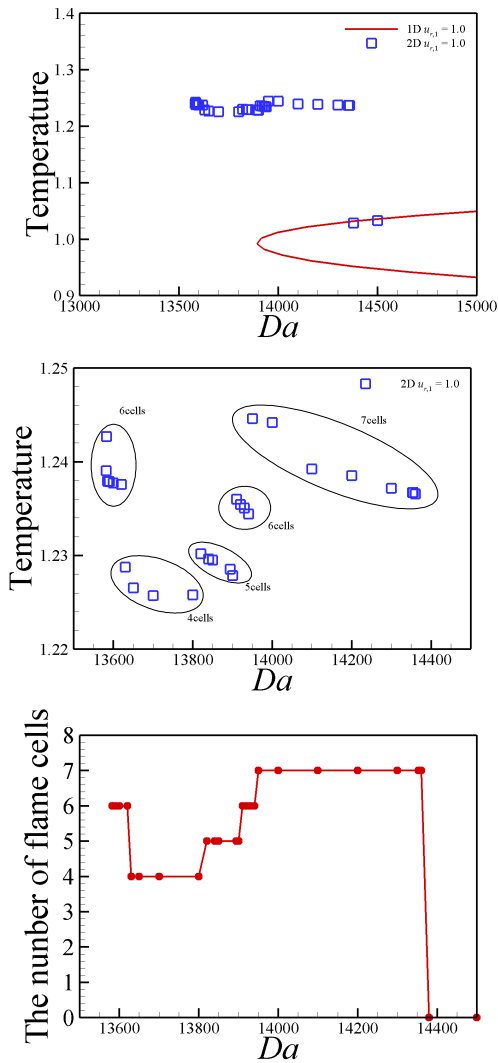 1.4
1D u_r,1 = 1.0
2D u_r,1 = 1.0
1.3
1.2
1.1
1.0
0.9
Temperature
13000 13500 14000 14500 15000
Da
1.25
2D u_r,1 = 1.0
6cells
7cells
1.24
6cells
1.23
5cells
4cells
1.22
Temperature
13600 13800 14000 14200 14400
Da
8
7
6
5
4
3
2
1
0
The nunber of flame cells
13600 13800 14000 14200 14400
Da